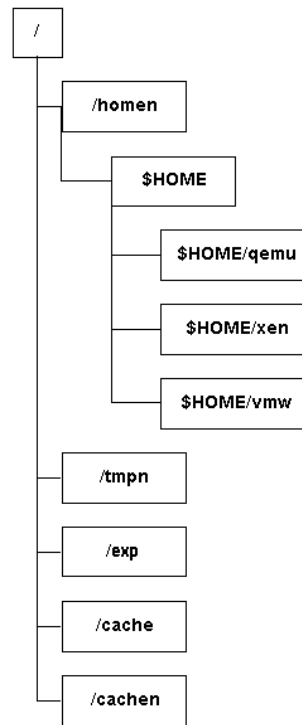 /
/homen
$HOME
$HOME/qemu
$HOME/xen
$HOME/vmw
/tmpn
/exp
/cache
/cachen